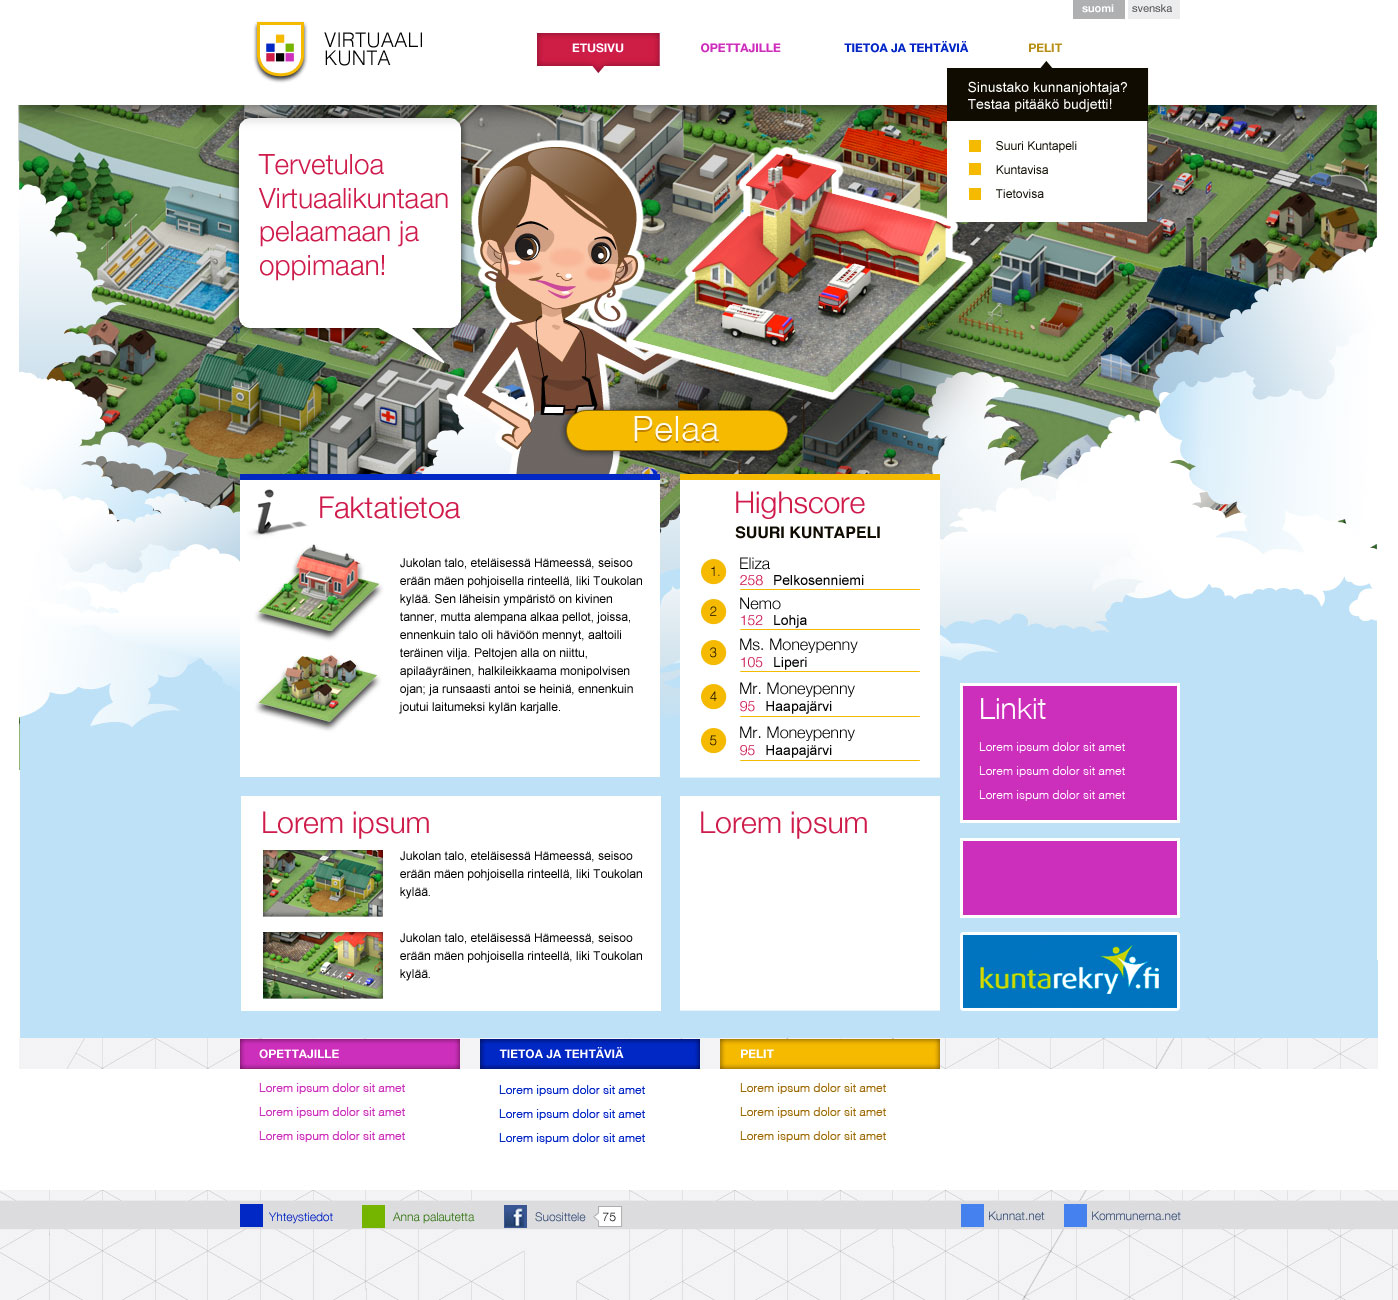 suomi svenska
VIRTUAALI
KUNTA
ETUSIVU
OPETTAJILLE
TIETOA JA TEHTÄVIÄ
PELIT
Sinustako kunnanjohtaja?
Testaa pitääkö budjetti!
Suuri Kuntapeli
Kuntavisa
Tietovisa
Tervetuloa
Virtuaalikuntaan
pelaamaan ja
oppimaan!
Pelaa
i
Faktatietoa
Jukolan talo, eteläisessä Hämeessä, seisoo
erään mäen pohjoisella rinteellä, liki Toukolan
kylää. Sen läheisin ympäristö on kivinen
tanner, mutta alempana alkaa pellot, joissa,
ennenkuin talo oli häviöön mennyt, aaltoili
teräinen vilja. Peltojen alla on niittu,
apilaäyräinen, halkileikkaama monipolvisen
ojan; ja runsaasti antoi se heiniä, ennenkuin
joutui laitumeksi kylän karjalle.
Highscore
SUURI KUNTAPELI
1. Eliza
258 Pelkosenniemi
2 Nemo
152 Lohja
3 Ms. Moneypenny
105 Liperi
4 Mr. Moneypenny
95 Haapajärvi
5 Mr. Moneypenny
95 Haapajärvi
Linkit
Lorem ipsum dolor sit amet
Lorem ipsum dolor sit amet
Lorem ispum dolor sit amet
Lorem ipsum
Jukolan talo, eteläisessä Hämeessä, seisoo
erään mäen pohjoisella rinteellä, liki Toukolan
kylää.
Jukolan talo, eteläisessä Hämeessä, seisoo
erään mäen pohjoisella rinteellä, liki Toukolan
kylää.
Lorem ipsum
kuntarekry.fi
OPETTAJILLE
Lorem ipsum dolor sit amet
Lorem ipsum dolor sit amet
Lorem ispum dolor sit amet
TIETOA JA TEHTÄVIÄ
Lorem ipsum dolor sit amet
Lorem ipsum dolor sit amet
Lorem ispum dolor sit amet
PELIT
Lorem ipsum dolor sit amet
Lorem ipsum dolor sit amet
Lorem ispum dolor sit amet
Yhteystiedot
Anna palautetta
f Suosittele 75
Kunnat.net
Kommunerna.net